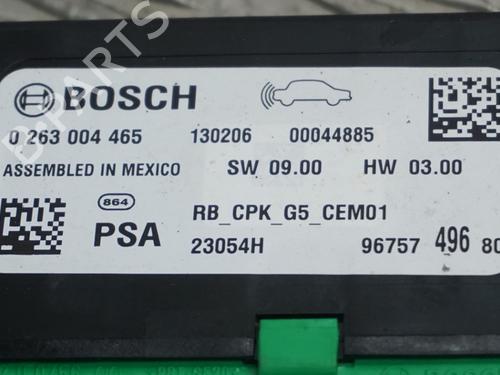 BPARTS
BOSCH
0 263 004 465 130206 00044885
ASSEMBLED IN MEXICO SW 09.00 HW 03.00
864 RB_CPK_G5_CEM01
PSA 23054H 96757 496 80